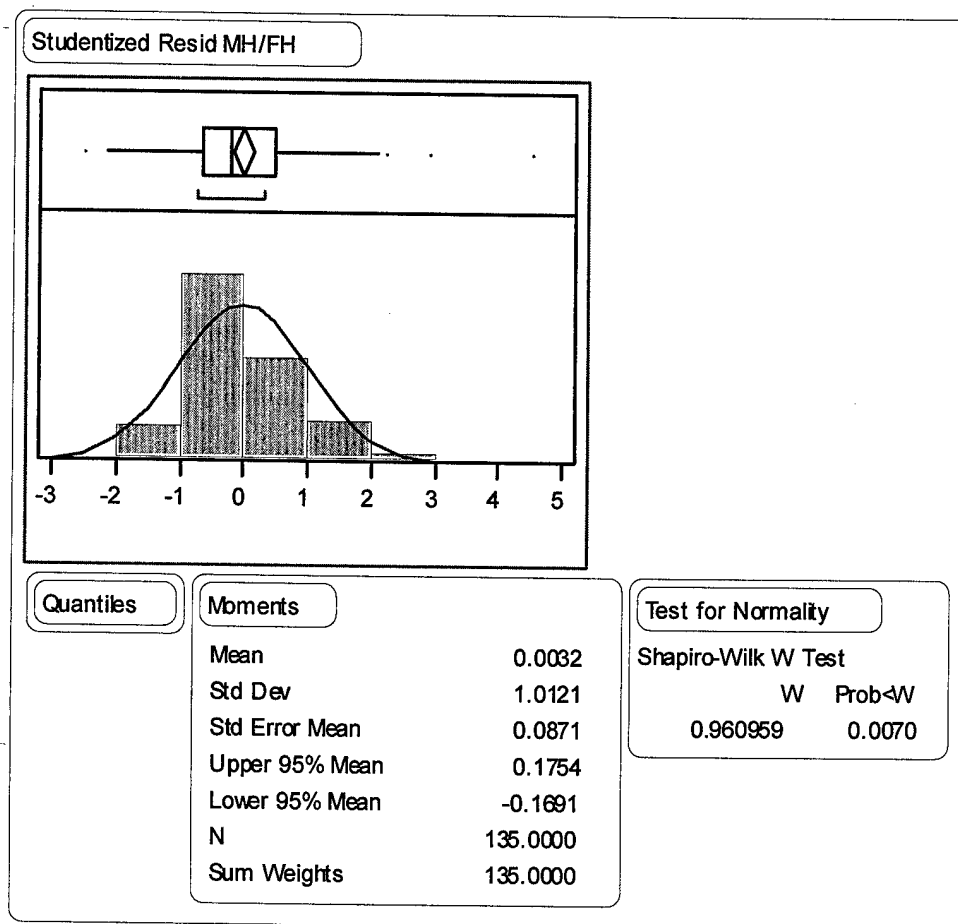 Studentized Resid MH/FH
-3 -2 -1 0 1 2 3 4 5
Quantiles
Moments
Mean 0.0032
Std Dev 1.0121
Std Error Mean 0.0871
Upper 95% Mean 0.1754
Lower 95% Mean -0.1691
N 135.0000
Sum Weights 135.0000
Test for Normality
Shapiro-Wilk W Test
W Prob<W
0.960959 0.0070